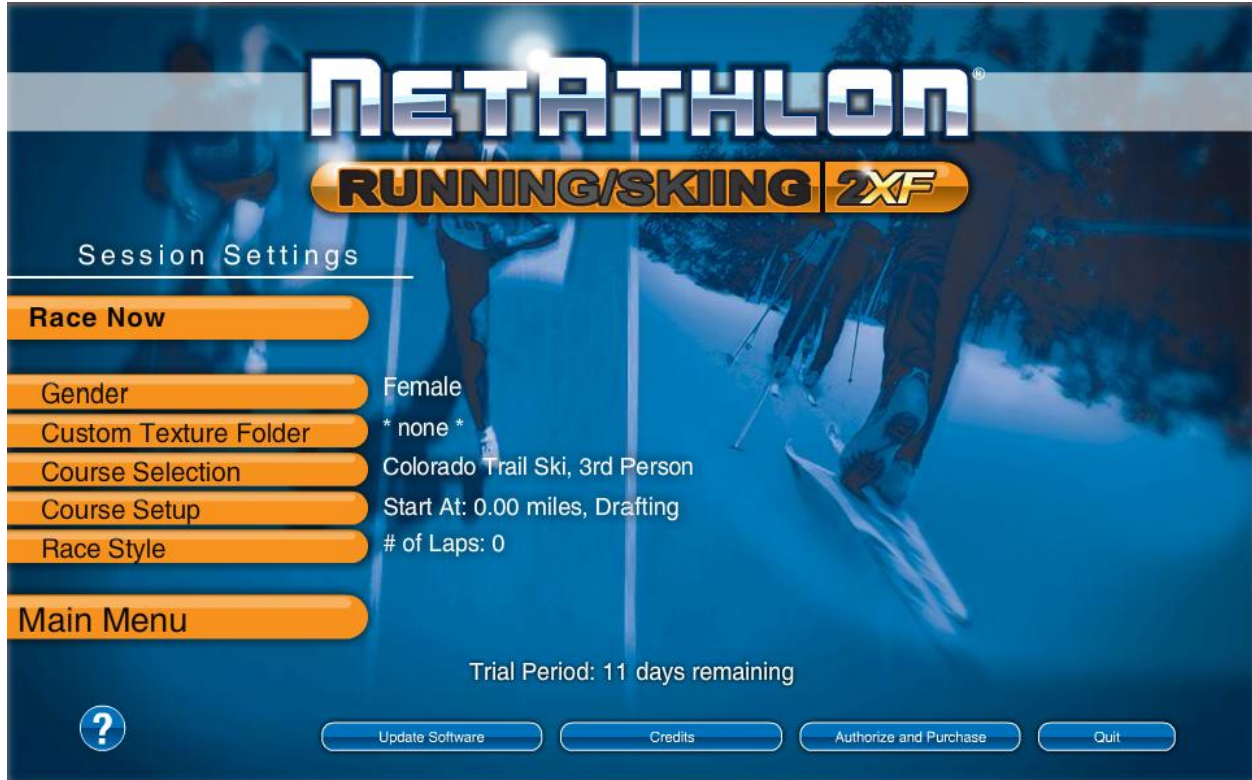 NETATHLON®
RUNNING/SKIING 2XF
Session Settings
Race Now
Gender Female
Custom Texture Folder * none *
Course Selection Colorado Trail Ski, 3rd Person
Course Setup Start At: 0.00 miles, Drafting
Race Style # of Laps: 0
Main Menu
Trial Period: 11 days remaining
? Update Software Credits Authorize and Purchase Quit